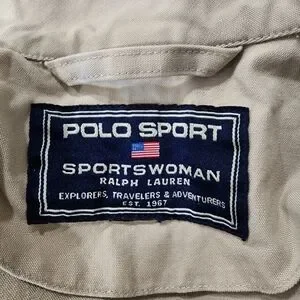 POLO SPORT
SPORTSWOMAN
RALPH LAUREN
EXPLORERS, TRAVELERS & ADVENTURERS
EST. 1967